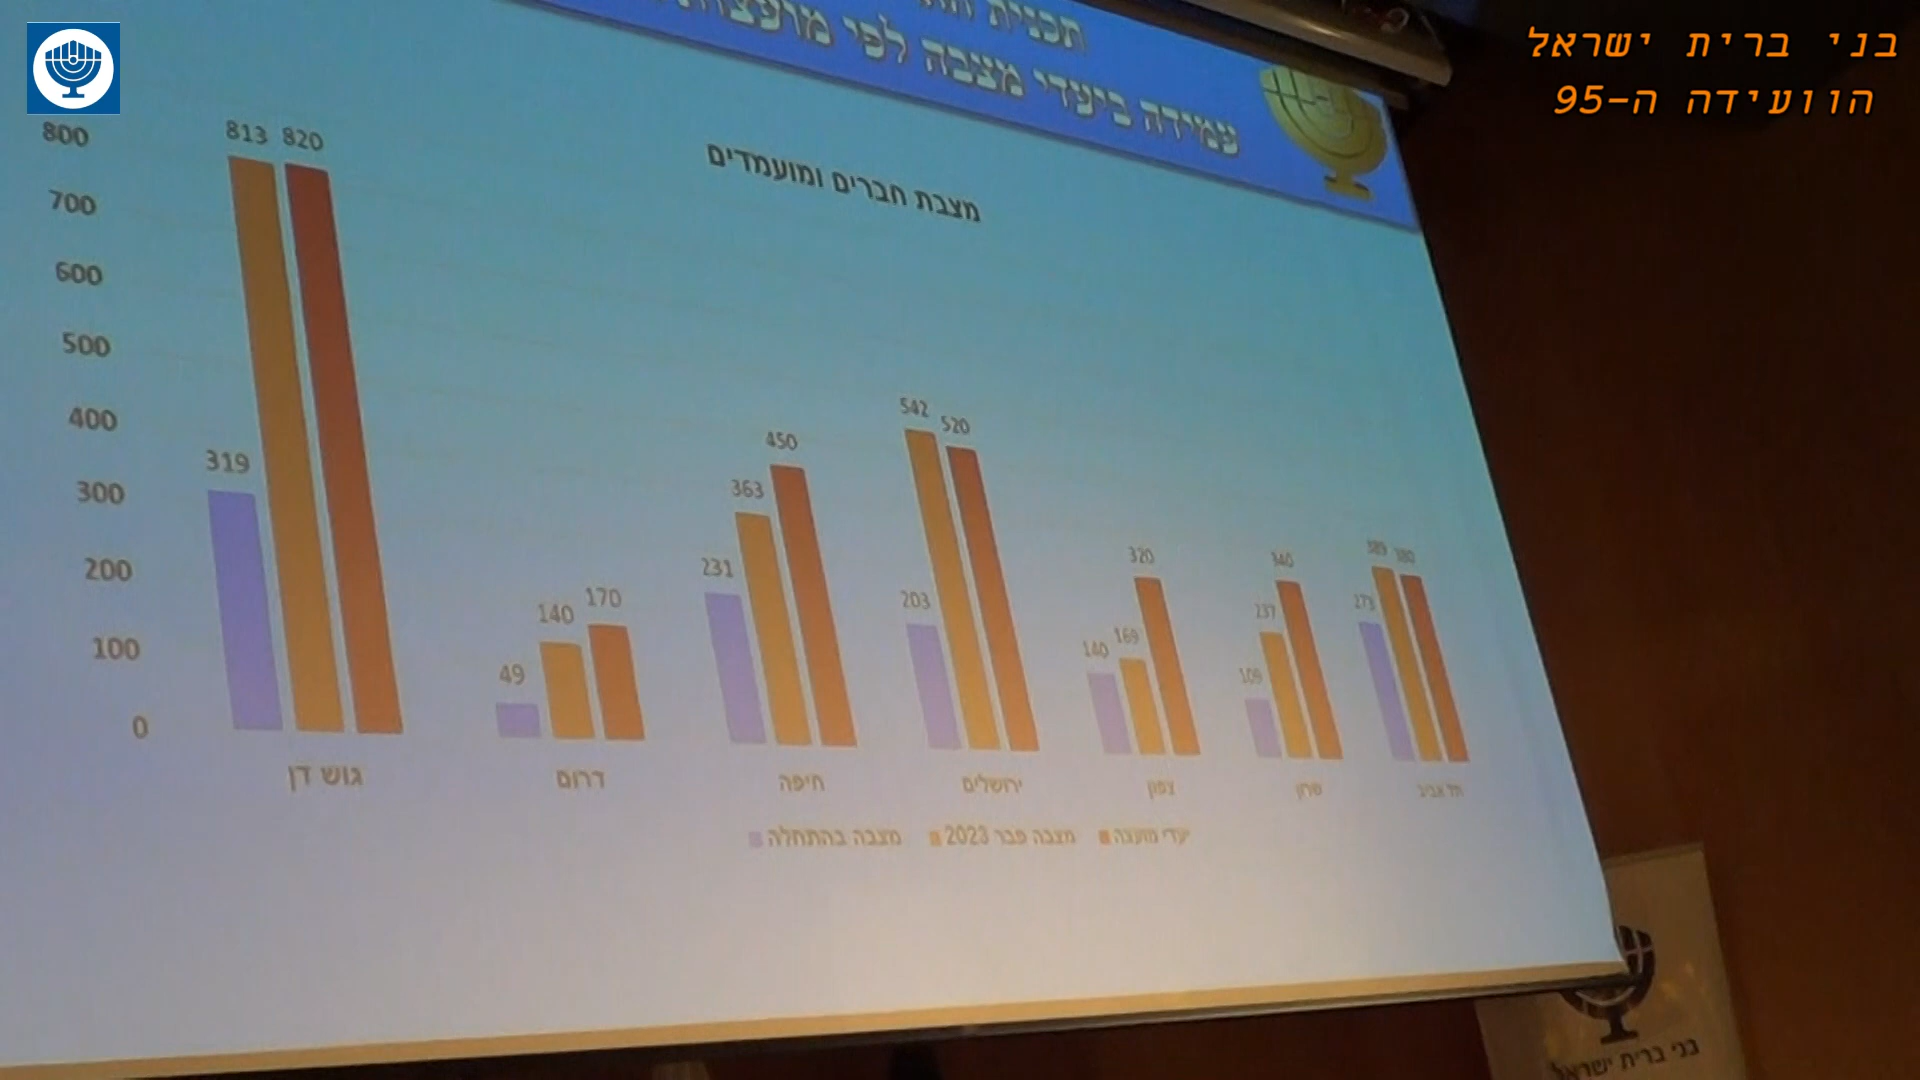 בני ברית ישראל
הוועידה ה-95
תכנית
עמידה ביעדי מצבה לפי
מצבת חברים ומועמדים
800
700
600
500
400
300
200
100
0
319 813 820
49 140 170
231 363 450
203 542 520
140 169 320
109 237 340
273 389 380
גוש דן דרום חיפה ירושלים צפון שרון תל אביב
מצבה בהתחלה מצבה פבר 2023 יעדי מועצה
בני ברית ישראל